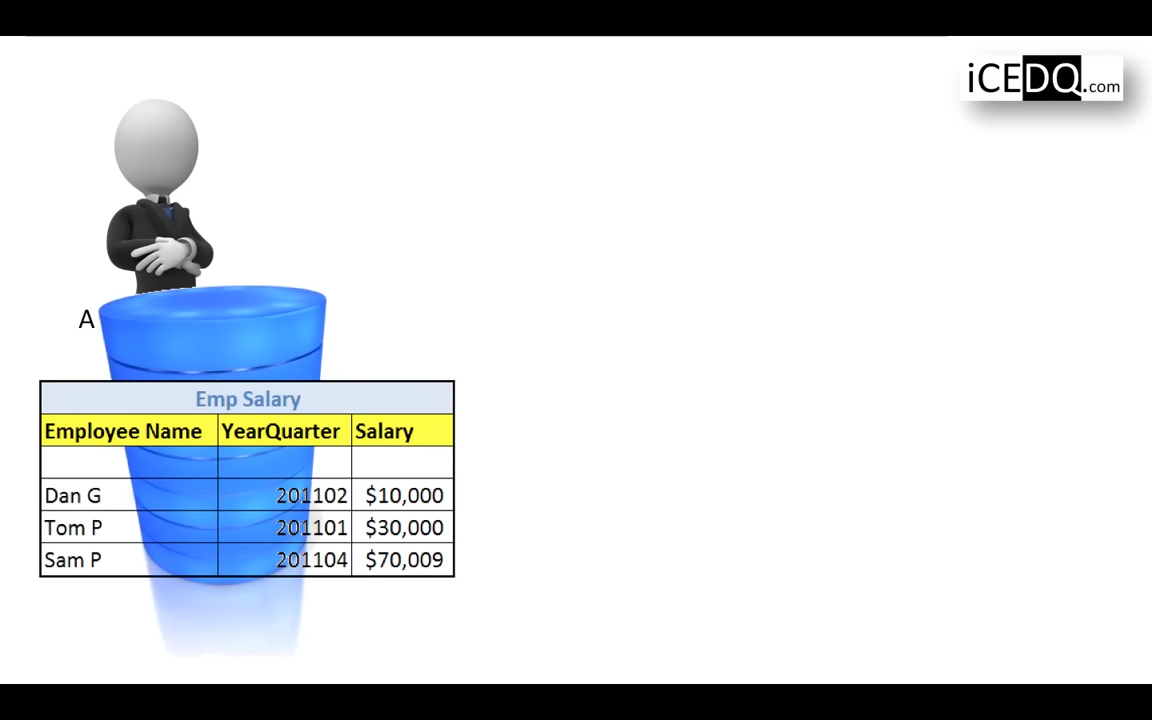 iCEDQ.com
A
Emp Salary
Employee Name YearQuarter Salary
Dan G 201102 $10,000
Tom P 201101 $30,000
Sam P 201104 $70,009